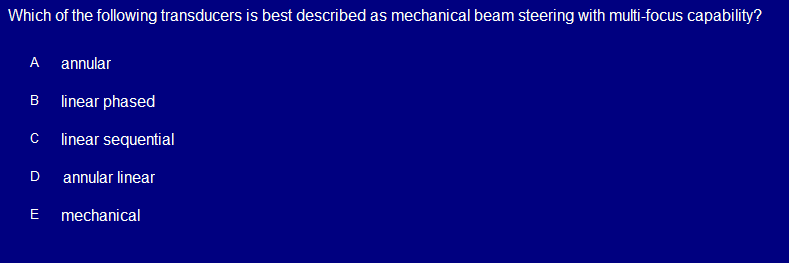 Which of the following transducers is best described as mechanical beam steering with multi-focus capability?
A annular
B linear phased
C linear sequential
D annular linear
E mechanical